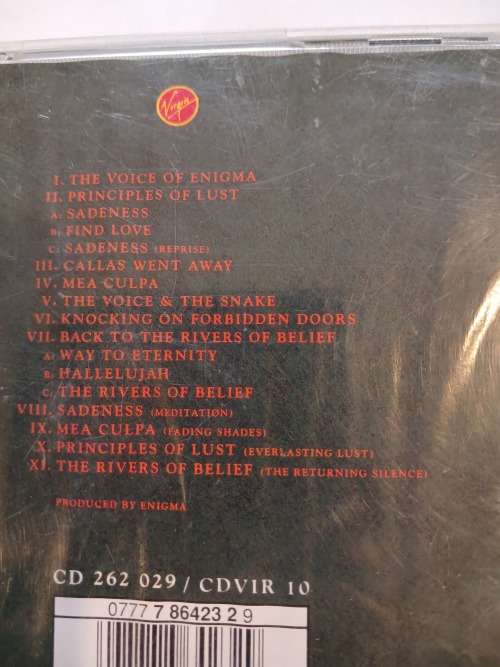 Virgin
I. THE VOICE OF ENIGMA
II. PRINCIPLES OF LUST
A: SADENESS
B: FIND LOVE
C: SADENESS (REPRISE)
III. CALLAS WENT AWAY
IV. MEA CULPA
V. THE VOICE & THE SNAKE
VI. KNOCKING ON FORBIDDEN DOORS
VII. BACK TO THE RIVERS OF BELIEF
A: WAY TO ETERNITY
B: HALLELUJAH
C: THE RIVERS OF BELIEF
VIII. SADENESS (MEDITATION)
IX. MEA CULPA (FADING SHADES)
X. PRINCIPLES OF LUST (EVERLASTING LUST)
XI. THE RIVERS OF BELIEF (THE RETURNING SILENCE)
PRODUCED BY ENIGMA
CD 262 029 / CDVIR 10
0777 7 86423 2 9